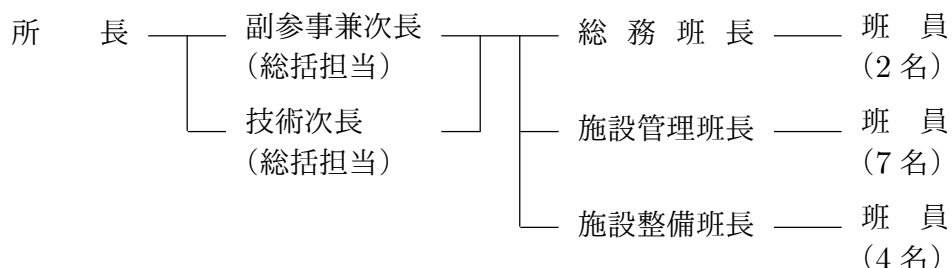 所長 副参事兼次長 総務班長 班員
(総括担当) (2名)
技術次長 施設管理班長 班員
(総括担当) (7名)
施設整備班長 班員
(4名)